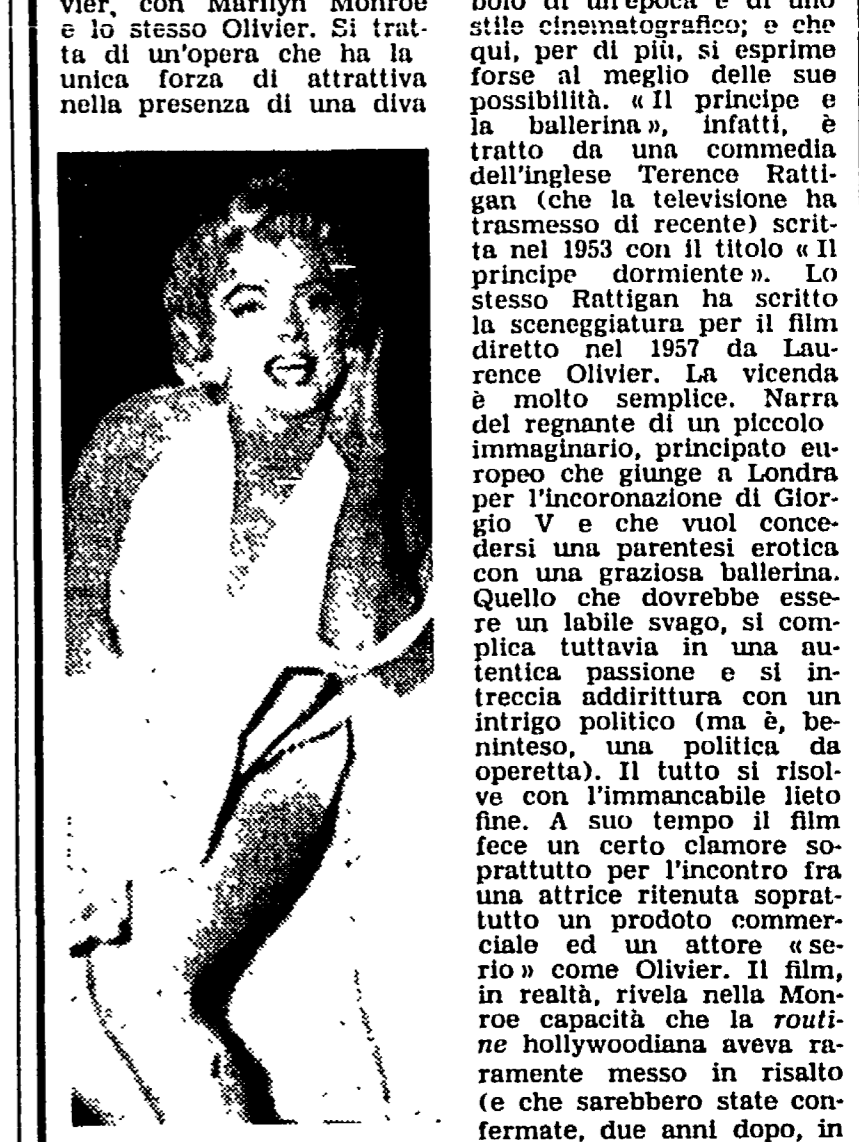 vier, con Marilyn Monroe
e lo stesso Olivier. Si trat-
ta di un'opera che ha la
unica forza di attrattiva
nella presenza di una diva
bolo di un'epoca e di uno
stile cinematografico; e che
qui, per di più, si esprime
forse al meglio delle sue
possibilità. « Il principe e
la ballerina », infatti, è
tratto da una commedia
dell'inglese Terence Ratti-
gan (che la televisione ha
trasmesso di recente) scrit-
ta nel 1953 con il titolo « Il
principe dormiente ». Lo
stesso Rattigan ha scritto
la sceneggiatura per il film
diretto nel 1957 da Lau-
rence Olivier. La vicenda
è molto semplice. Narra
del regnante di un piccolo
immaginario, principato eu-
ropeo che giunge a Londra
per l'incoronazione di Gior-
gio V e che vuol conce-
dersi una parentesi erotica
con una graziosa ballerina.
Quello che dovrebbe esse-
re un labile svago, si com-
plica tuttavia in una au-
tentica passione e si in-
treccia addirittura con un
intrigo politico (ma è, be-
ninteso, una politica da
operetta). Il tutto si risol-
ve con l'immancabile lieto
fine. A suo tempo il film
fece un certo clamore so-
prattutto per l'incontro fra
una attrice ritenuta soprat-
tutto un prodoto commer-
ciale ed un attore « se-
rio » come Olivier. Il film,
in realtà, rivela nella Mon-
roe capacità che la routi-
ne hollywoodiana aveva ra-
ramente messo in risalto
(e che sarebbero state con-
fermate, due anni dopo, in